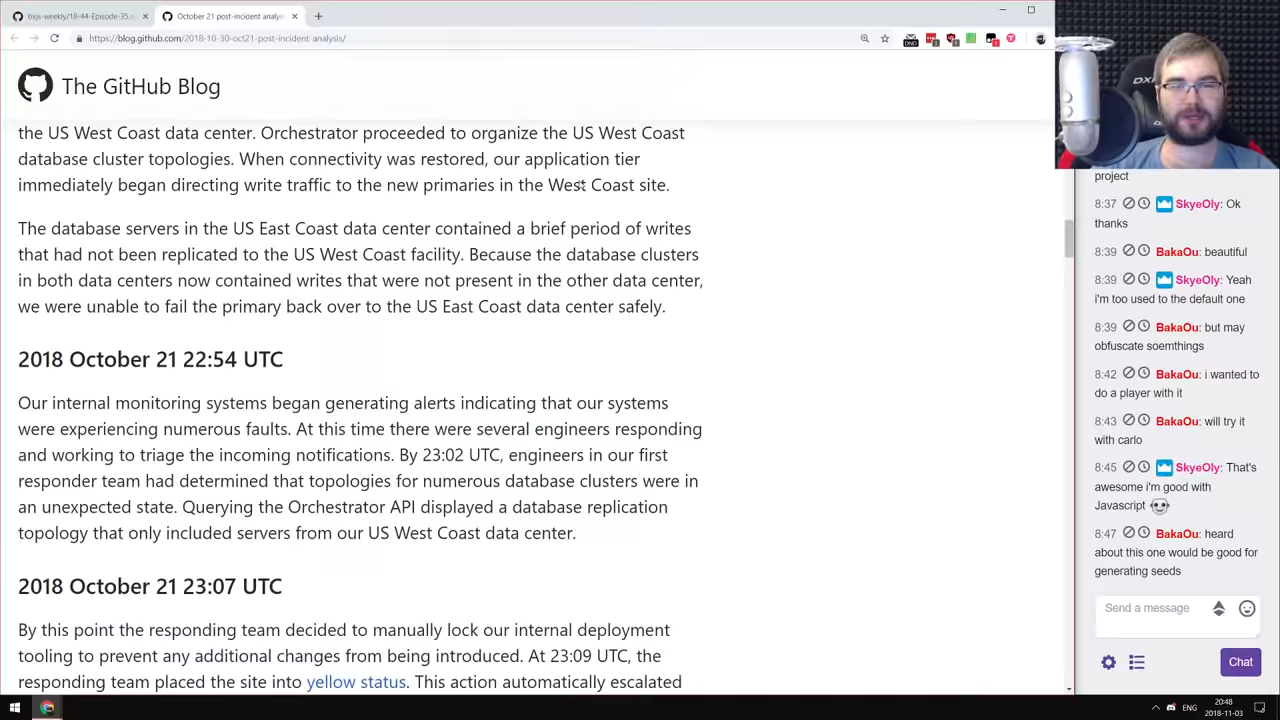 bxjs-weekly/18-44-Episode-35.m
October 21 post-incident analys
https://blog.github.com/2018-10-30-oct21-post-incident-analysis/
The GitHub Blog
the US West Coast data center. Orchestrator proceeded to organize the US West Coast
database cluster topologies. When connectivity was restored, our application tier
immediately began directing write traffic to the new primaries in the West Coast site.
The database servers in the US East Coast data center contained a brief period of writes
that had not been replicated to the US West Coast facility. Because the database clusters
in both data centers now contained writes that were not present in the other data center,
we were unable to fail the primary back over to the US East Coast data center safely.
2018 October 21 22:54 UTC
Our internal monitoring systems began generating alerts indicating that our systems
were experiencing numerous faults. At this time there were several engineers responding
and working to triage the incoming notifications. By 23:02 UTC, engineers in our first
responder team had determined that topologies for numerous database clusters were in
an unexpected state. Querying the Orchestrator API displayed a database replication
topology that only included servers from our US West Coast data center.
2018 October 21 23:07 UTC
By this point the responding team decided to manually lock our internal deployment
tooling to prevent any additional changes from being introduced. At 23:09 UTC, the
responding team placed the site into yellow status. This action automatically escalated
project
8:37 SkyeOly: Ok
thanks
8:39 BakaOu: beautiful
8:39 SkyeOly: Yeah
i'm too used to the default one
8:39 BakaOu: but may
obfuscate soemthings
8:42 BakaOu: i wanted to
do a player with it
8:43 BakaOu: will try it
with carlo
8:45 SkyeOly: That's
awesome i'm good with
Javascript
8:47 BakaOu: heard
about this one would be good for
generating seeds
Send a message
Chat
ENG
20:48
2018-11-03